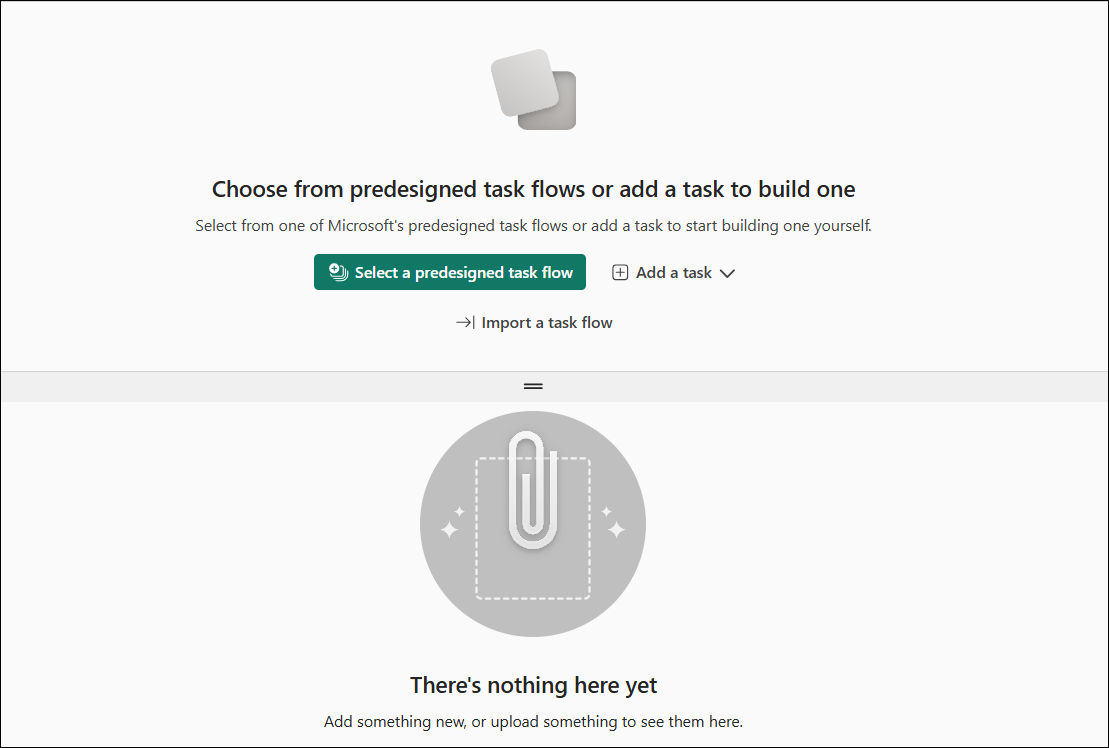 Choose from predesigned task flows or add a task to build one
Select from one of Microsoft's predesigned task flows or add a task to start building one yourself.
Select a predesigned task flow
Add a task
Import a task flow
There's nothing here yet
Add something new, or upload something to see them here.